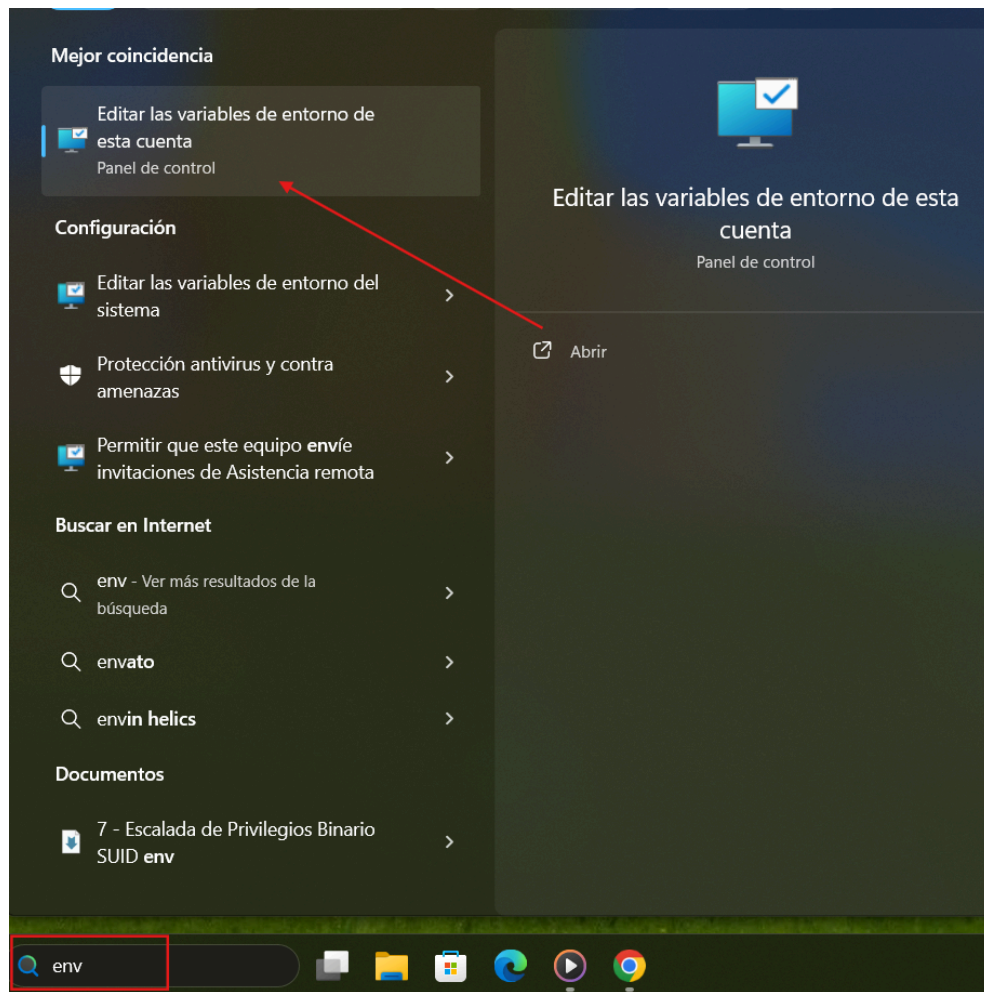 Mejor coincidencia
Editar las variables de entorno de
esta cuenta
Panel de control
Configuración
Editar las variables de entorno del
sistema
Protección antivirus y contra
amenazas
Permitir que este equipo envíe
invitaciones de Asistencia remota
Buscar en Internet
env - Ver más resultados de la
búsqueda
envato
envin helics
Documentos
7 - Escalada de Privilegios Binario
SUID env
Editar las variables de entorno de esta
cuenta
Panel de control
Abrir
env